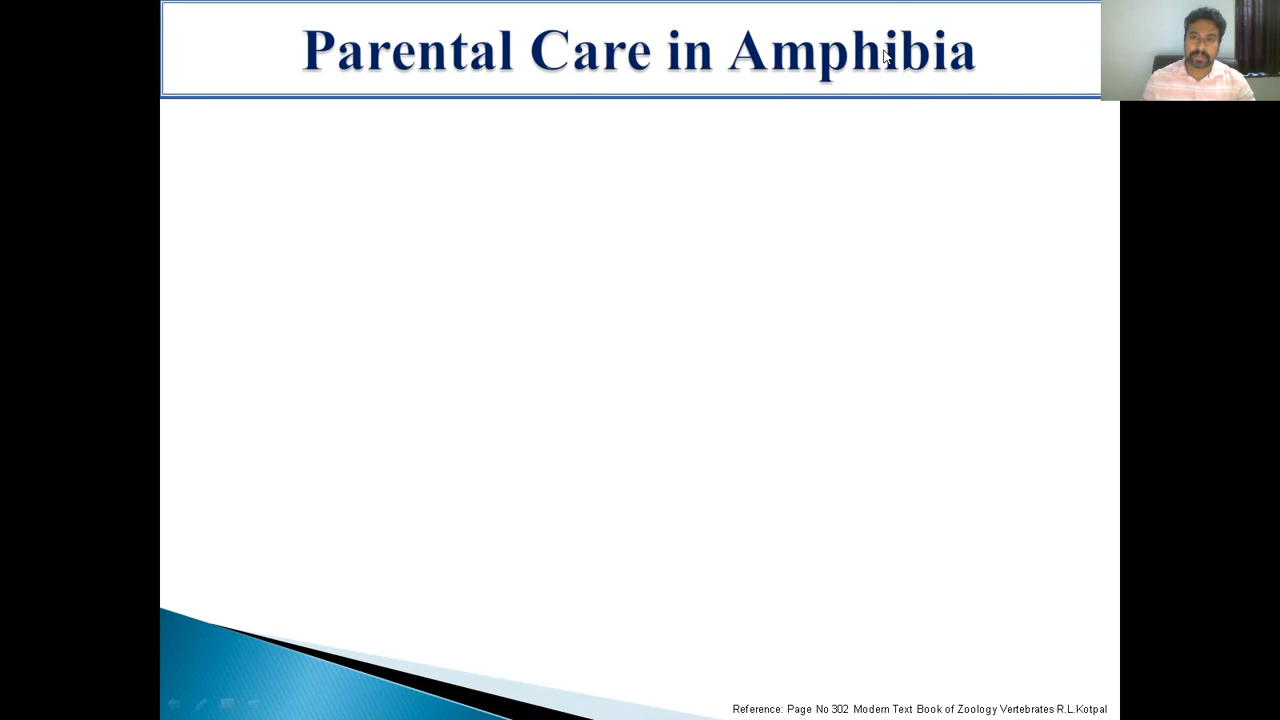 Parental Care in Amphibia
Reference: Page No 302 Modern Text Book of Zoology Vertebrates R.L.Kotpal